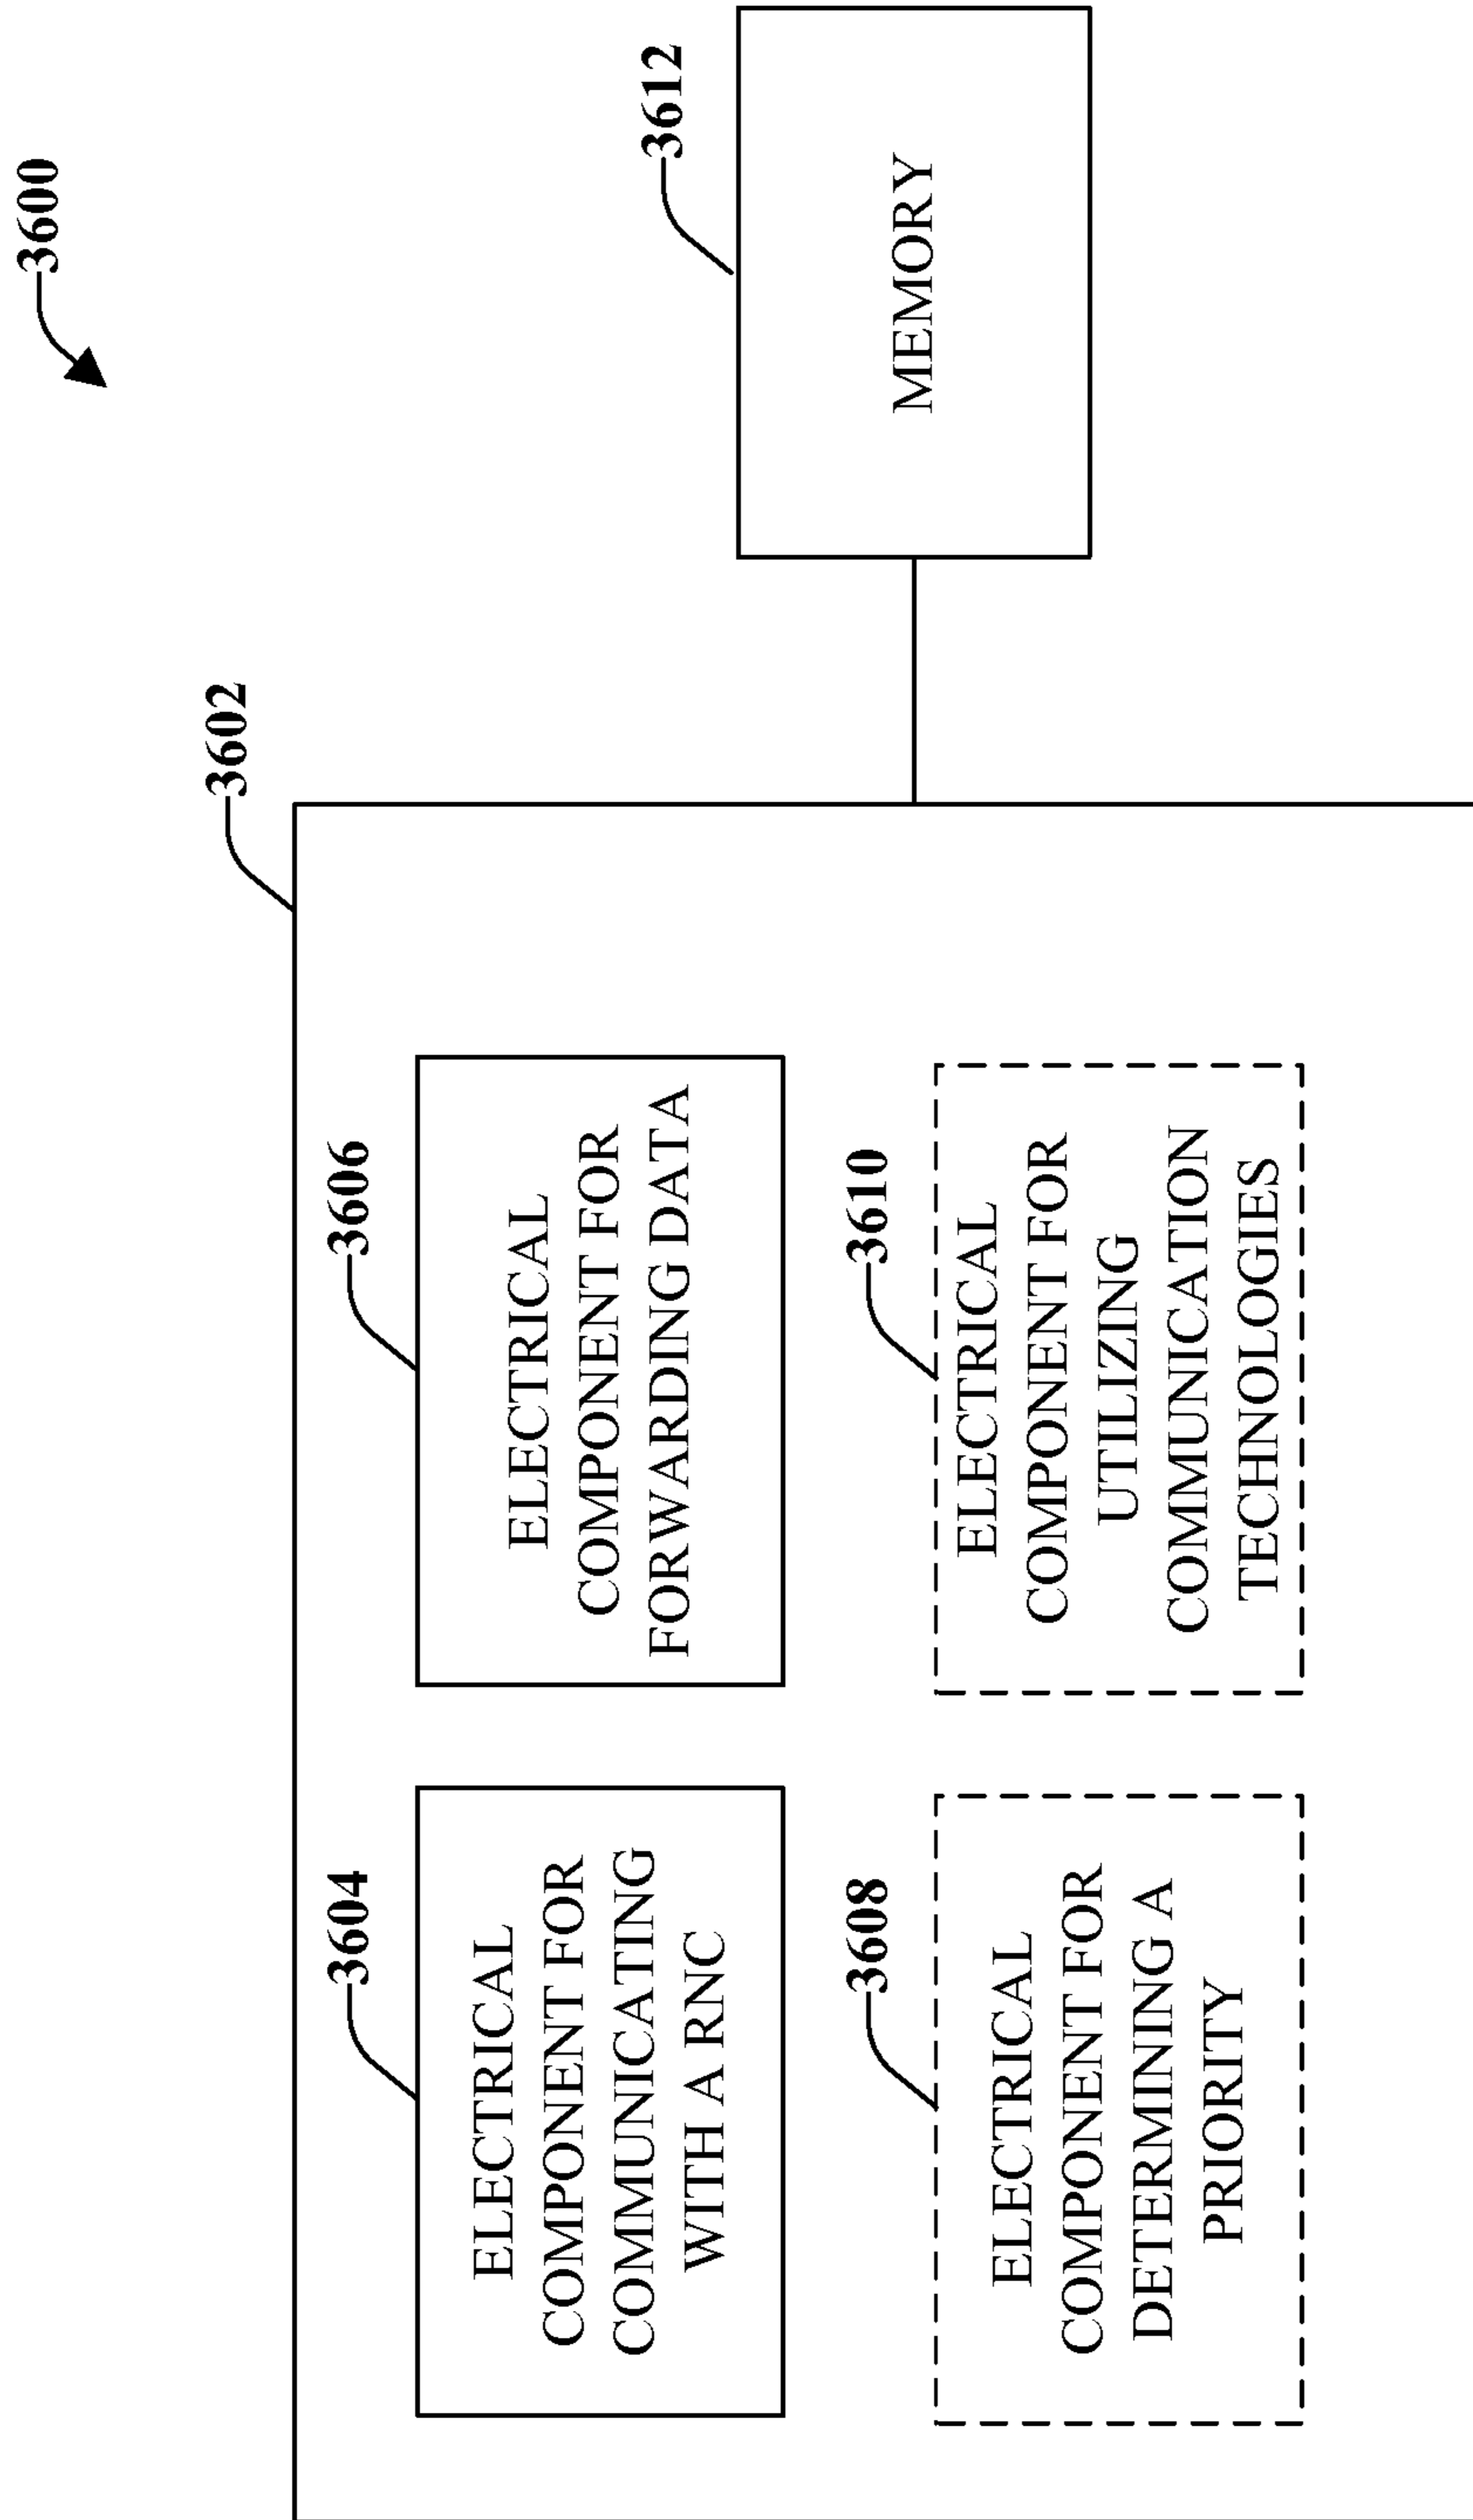 3600
3602
3604
ELECTRICAL
COMPONENT FOR
COMMUNICATING
WITH A RNC
3606
ELECTRICAL
COMPONENT FOR
FORWARDING DATA
3612
MEMORY
3608
ELECTRICAL
COMPONENT FOR
DETERMINING A
PRIORITY
3610
ELECTRICAL
COMPONENT FOR
UTILIZING
COMMUNICATION
TECHNOLOGIES